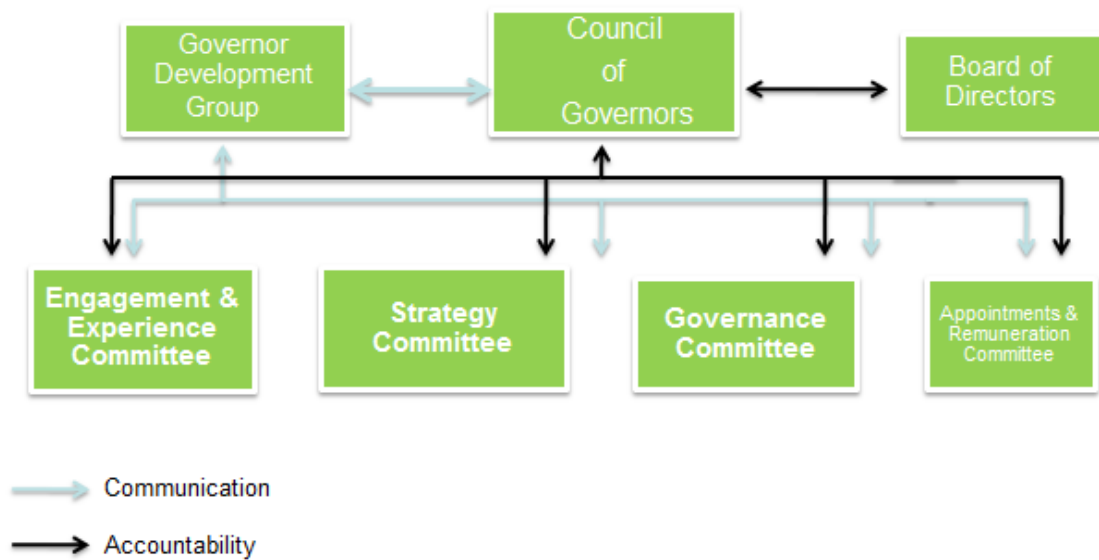 Governor
Development
Group
Council
of
Governors
Board of
Directors
Engagement &
Experience
Committee
Strategy
Committee
Governance
Committee
Appointments &
Remuneration
Committee
Communication
Accountability